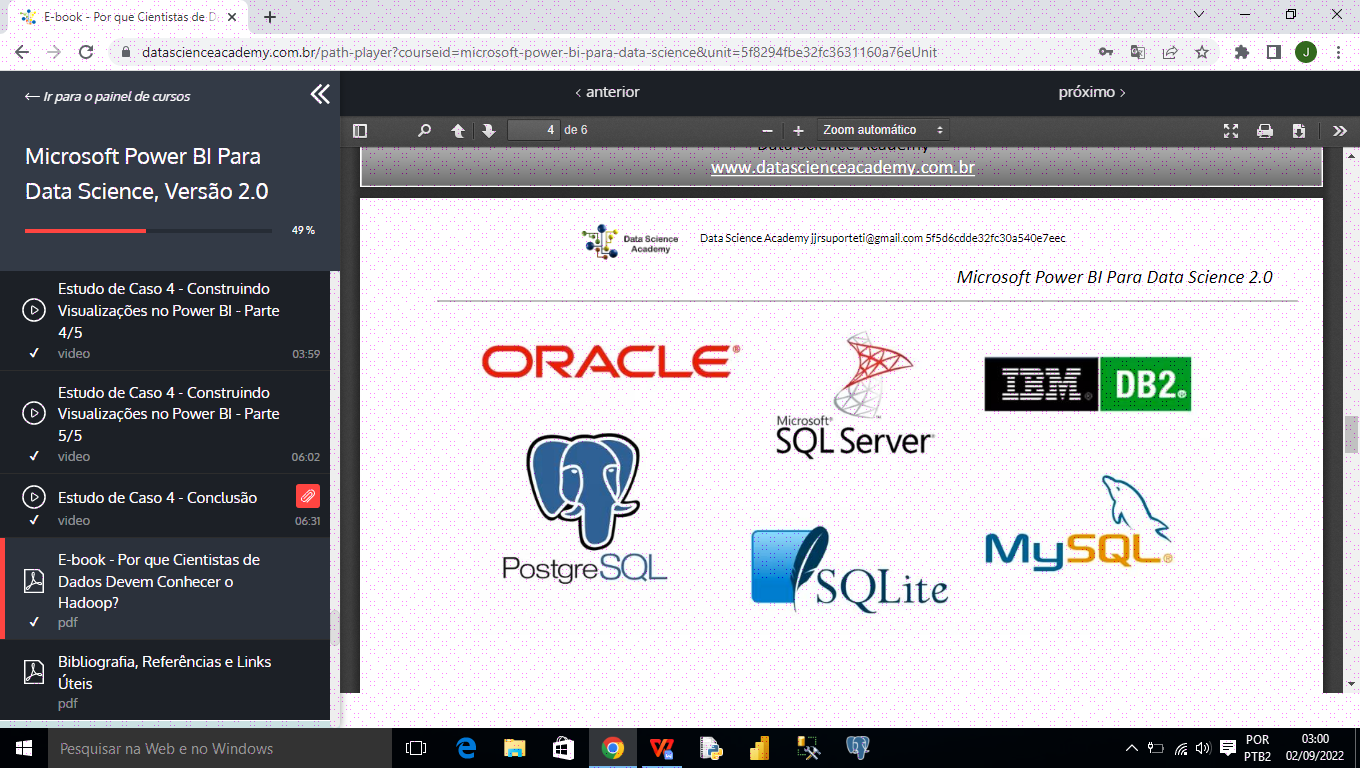 E-book - Por que Cientistas de D
datascienceacademy.com.br/path-player?courseid=microsoft-power-bi-para-data-science&unit=5f8294fbe32fc3631160a76eUnit
J
← Ir para o painel de cursos
‹ anterior
próximo ›
4 de 6
Zoom automático
Microsoft Power BI Para
Data Science, Versão 2.0
49 %
Estudo de Caso 4 - Construindo
Visualizações no Power BI - Parte
4/5
video 03:59
Estudo de Caso 4 - Construindo
Visualizações no Power BI - Parte
5/5
video 06:02
Estudo de Caso 4 - Conclusão
video 06:31
E-book - Por que Cientistas de
Dados Devem Conhecer o
Hadoop?
pdf
Bibliografia, Referências e Links
Úteis
pdf
Data Science Academy
www.datascienceacademy.com.br
Data Science
Academy
Data Science Academy jjrsuporteti@gmail.com 5f5d6cdde32fc30a540e7eec
Microsoft Power BI Para Data Science 2.0
ORACLE®
Microsoft®
SQL Server®
IBM® DB2®
PostgreSQL
SQLite
MySQL®
Pesquisar na Web e no Windows
POR
PTB2
03:00
02/09/2022